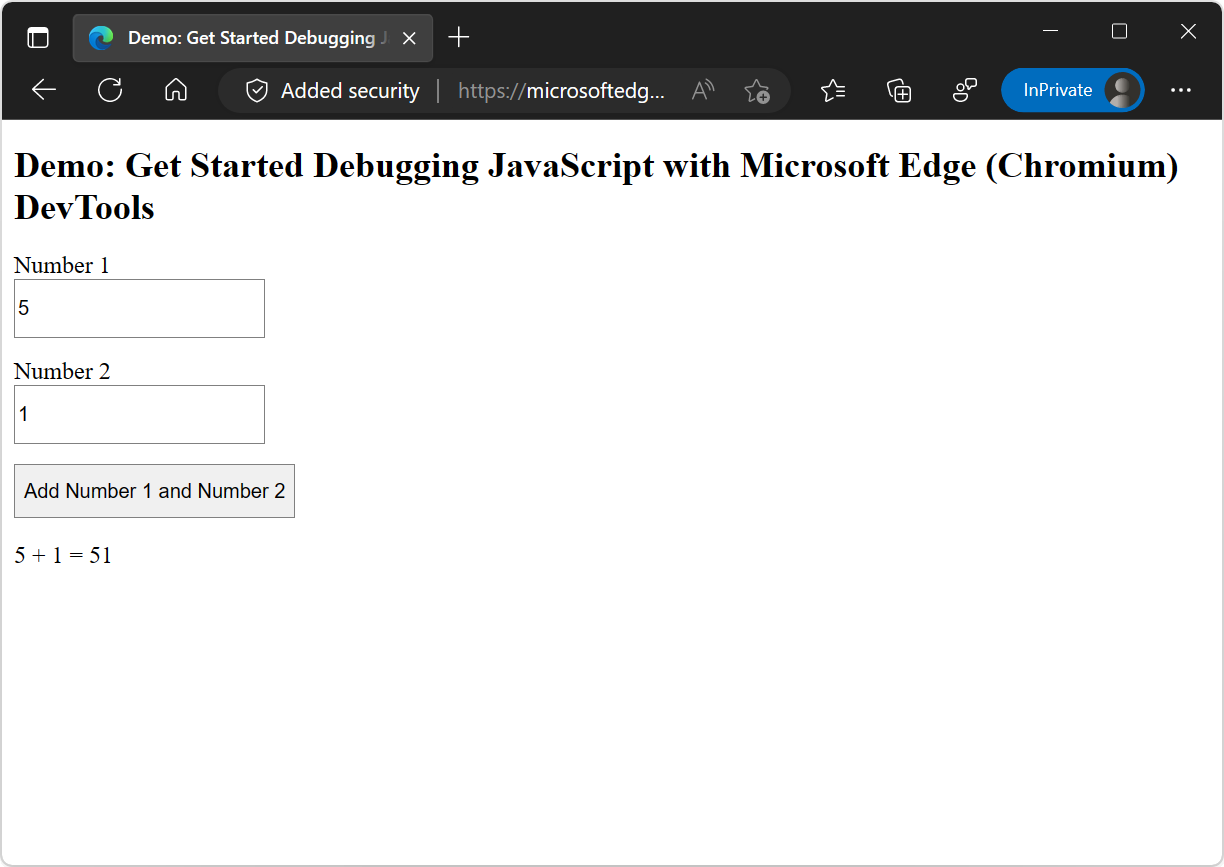 Demo: Get Started Debugging J
Added security
https://microsoftedg...
InPrivate
Demo: Get Started Debugging JavaScript with Microsoft Edge (Chromium)
DevTools
Number 1
5
Number 2
1
Add Number 1 and Number 2
5 + 1 = 51